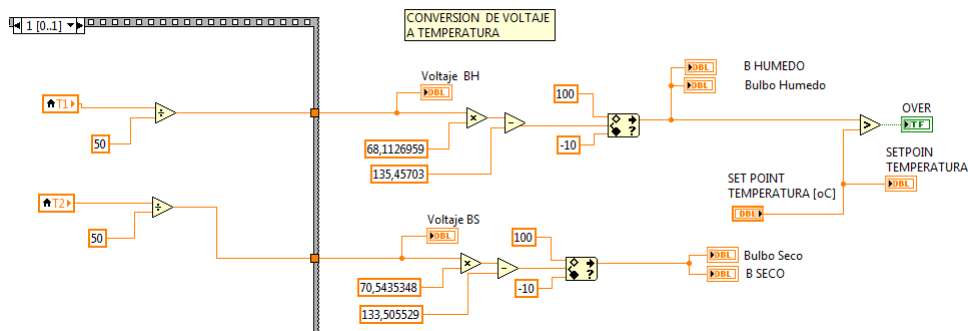 1 [0..1]
CONVERSION DE VOLTAJE
A TEMPERATURA
Voltaje BH
DBL
B HUMEDO
DBL
Bulbo Humedo
DBL
T1
÷
50
100
68,1126959
×
-
-10
?
135,45703
>
OVER
TF
SETPOIN
TEMPERATURA
DBL
SET POINT
TEMPERATURA [oC]
DBL
T2
÷
50
Voltaje BS
DBL
100
70,5435348
×
-
-10
?
133,505529
Bulbo Seco
DBL
B SECO
DBL